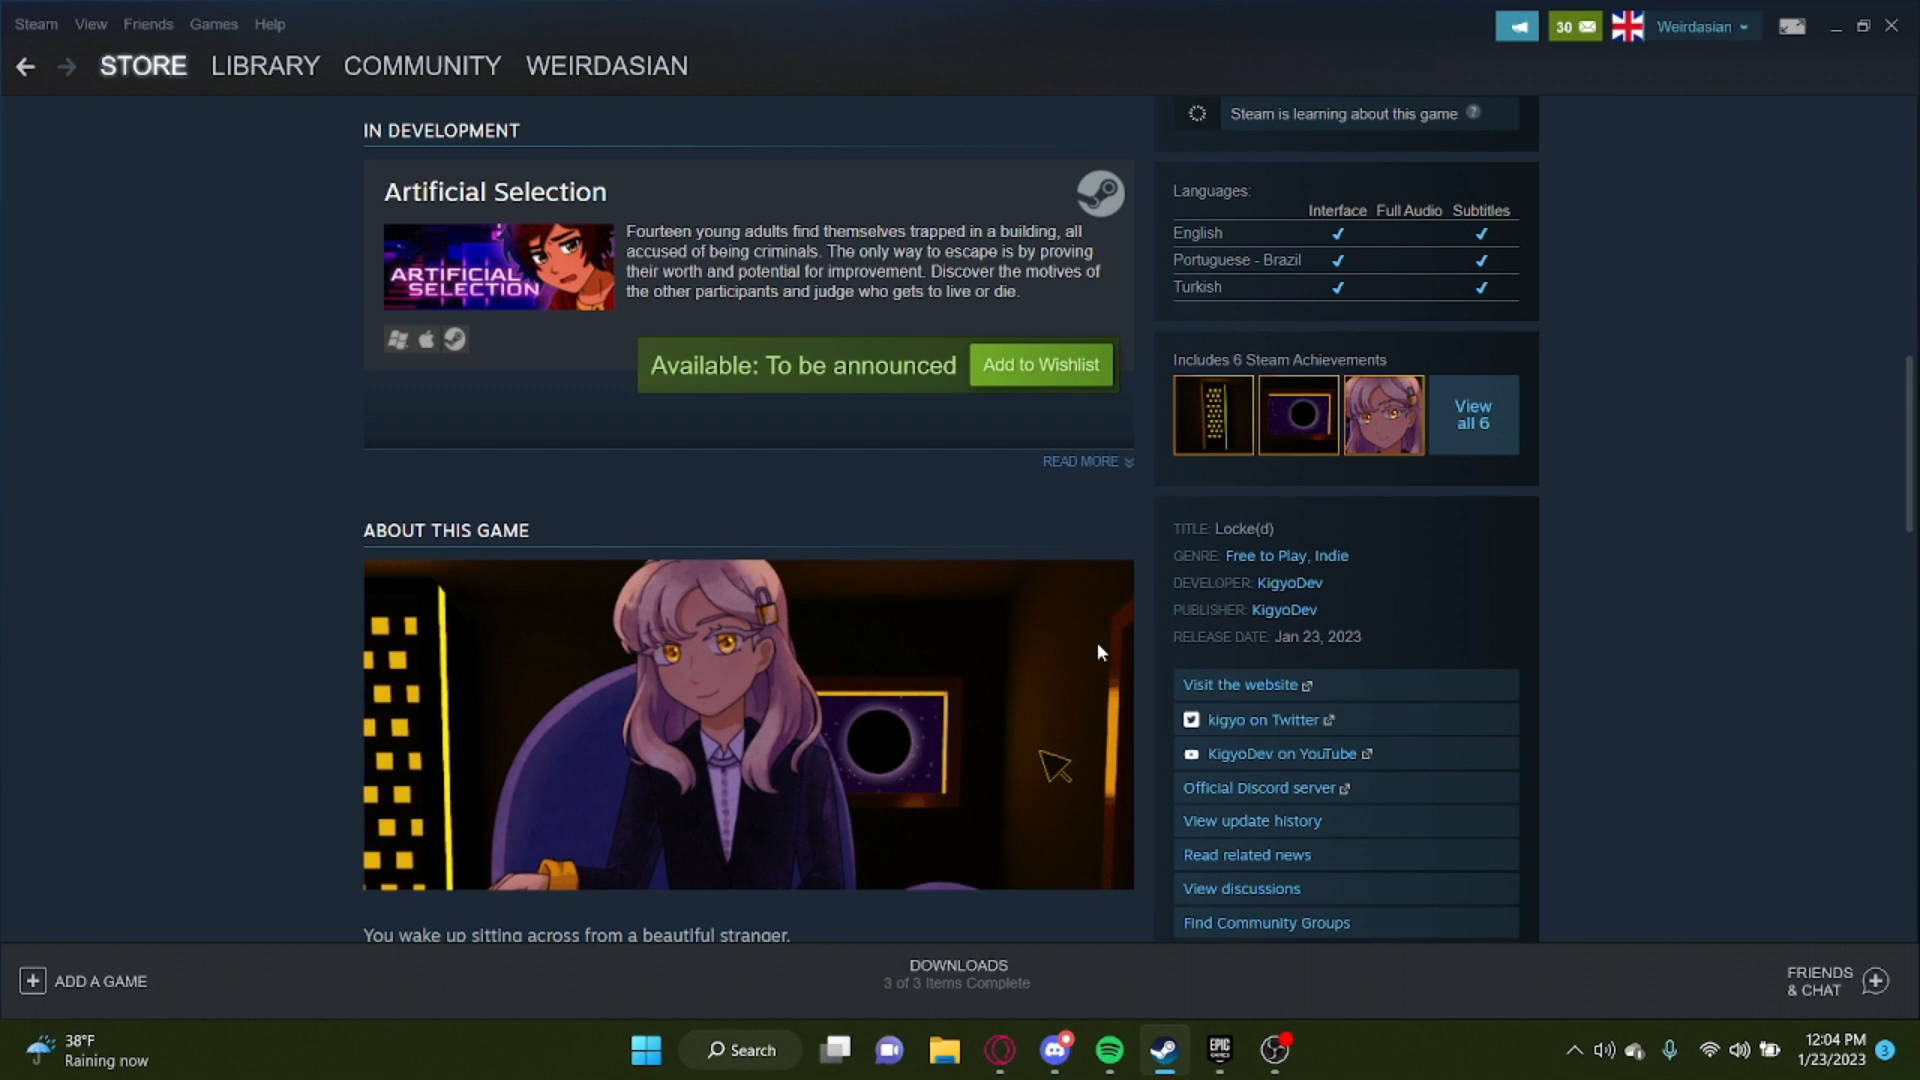 Steam View Friends Games Help
30
Weirdasian
STORE LIBRARY COMMUNITY WEIRDASIAN
IN DEVELOPMENT
Artificial Selection
ARTIFICIAL
SELECTION
Fourteen young adults find themselves trapped in a building, all
accused of being criminals. The only way to escape is by proving
their worth and potential for improvement. Discover the motives of
the other participants and judge who gets to live or die.
Available: To be announced
Add to Wishlist
READ MORE
ABOUT THIS GAME
You wake up sitting across from a beautiful stranger.
Steam is learning about this game ?
Languages:
Interface Full Audio Subtitles
English ✔ ✔
Portuguese - Brazil ✔ ✔
Turkish ✔ ✔
Includes 6 Steam Achievements
View
all 6
TITLE: Locke(d)
GENRE: Free to Play, Indie
DEVELOPER: KigyoDev
PUBLISHER: KigyoDev
RELEASE DATE: Jan 23, 2023
Visit the website
kigyo on Twitter
KigyoDev on YouTube
Official Discord server
View update history
Read related news
View discussions
Find Community Groups
ADD A GAME
DOWNLOADS
3 of 3 Items Complete
FRIENDS
& CHAT
38°F
Raining now
Search
EPIC
GAMES
12:04 PM
1/23/2023
3